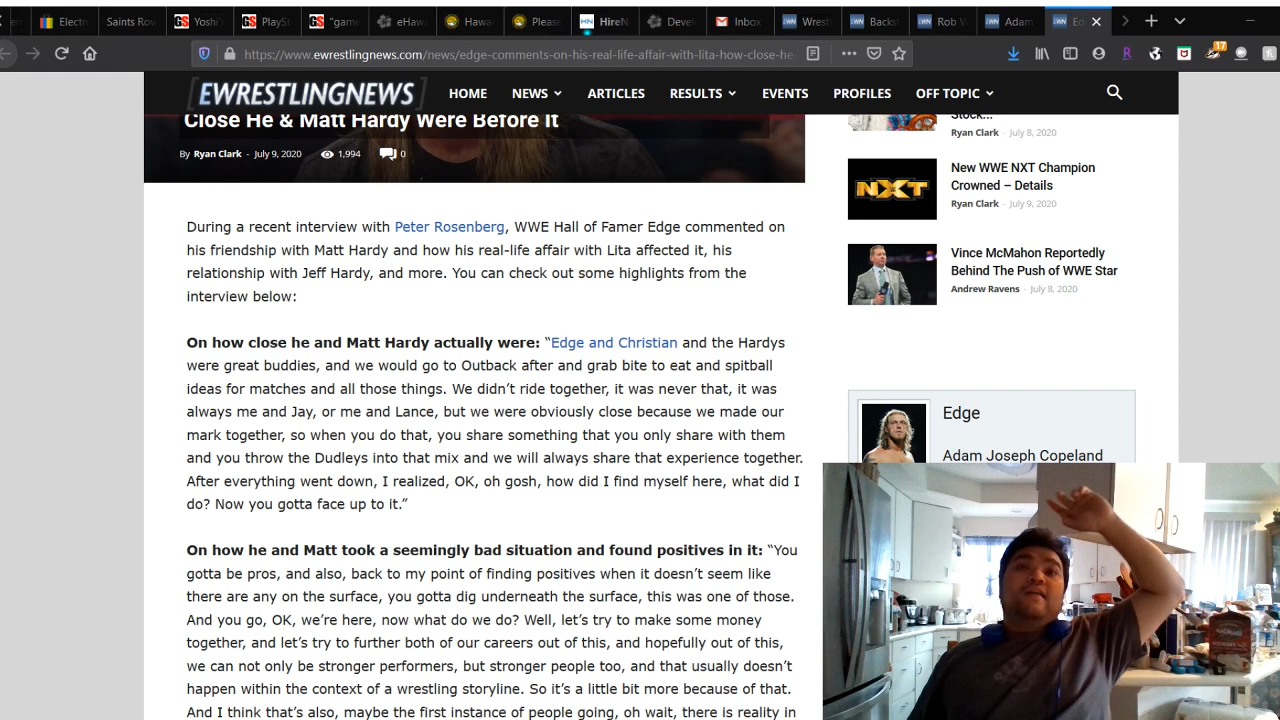 Electr
Saints Ro
Yoshi'
PlaySt
"game
eHaw
Hawa
Please
HireN
Devel
Inbox
Wrest
Backs
Rob V
Adam
Ed
https://www.ewrestlingnews.com/news/edge-comments-on-his-real-life-affair-with-lita-how-close-he-
17
EWRESTLINGNEWS
HOME NEWS ARTICLES RESULTS EVENTS PROFILES OFF TOPIC
Close He & Matt Hardy Were Before It
By Ryan Clark - July 9, 2020 1,994 0
During a recent interview with Peter Rosenberg, WWE Hall of Famer Edge commented on
his friendship with Matt Hardy and how his real-life affair with Lita affected it, his
relationship with Jeff Hardy, and more. You can check out some highlights from the
interview below:
On how close he and Matt Hardy actually were: “Edge and Christian and the Hardys
were great buddies, and we would go to Outback after and grab bite to eat and spitball
ideas for matches and all those things. We didn’t ride together, it was never that, it was
always me and Jay, or me and Lance, but we were obviously close because we made our
mark together, so when you do that, you share something that you only share with them
and you throw the Dudleys into that mix and we will always share that experience together.
After everything went down, I realized, OK, oh gosh, how did I find myself here, what did I
do? Now you gotta face up to it.”
On how he and Matt took a seemingly bad situation and found positives in it: “You
gotta be pros, and also, back to my point of finding positives when it doesn’t seem like
there are any on the surface, you gotta dig underneath the surface, this was one of those.
And you go, OK, we’re here, now what do we do? Well, let’s try to make some money
together, and let’s try to further both of our careers out of this, and hopefully out of this,
we can not only be stronger performers, but stronger people too, and that usually doesn’t
happen within the context of a wrestling storyline. So it’s a little bit more because of that.
And I think that’s also, maybe the first instance of people going, oh wait, there is reality in
Stock...
Ryan Clark - July 8, 2020
NXT
New WWE NXT Champion
Crowned – Details
Ryan Clark - July 9, 2020
Vince McMahon Reportedly
Behind The Push of WWE Star
Andrew Ravens - July 8, 2020
Edge
Adam Joseph Copeland